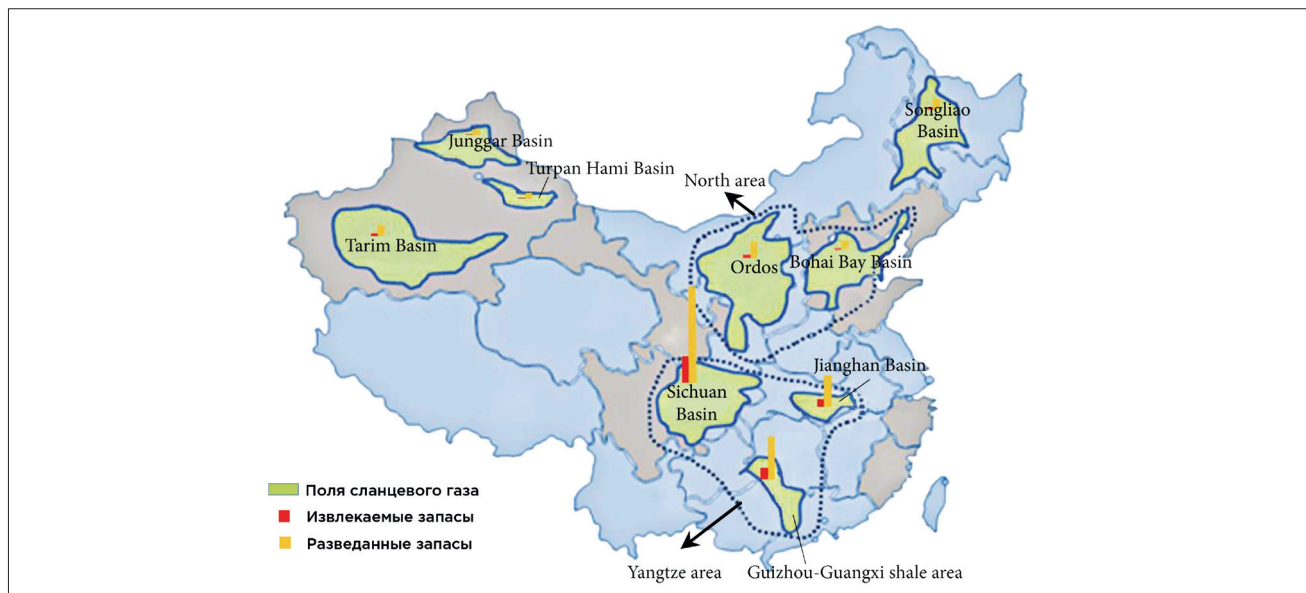 Songliao
Basin
Junggar Basin
Turpan Hami Basin
North area
Tarim Basin
Ordos
Bohai Bay Basin
Jianghan Basin
Sichuan
Basin
Поля сланцевого газа
Извлекаемые запасы
Разведанные запасы
Yangtze area
Guizhou-Guangxi shale area